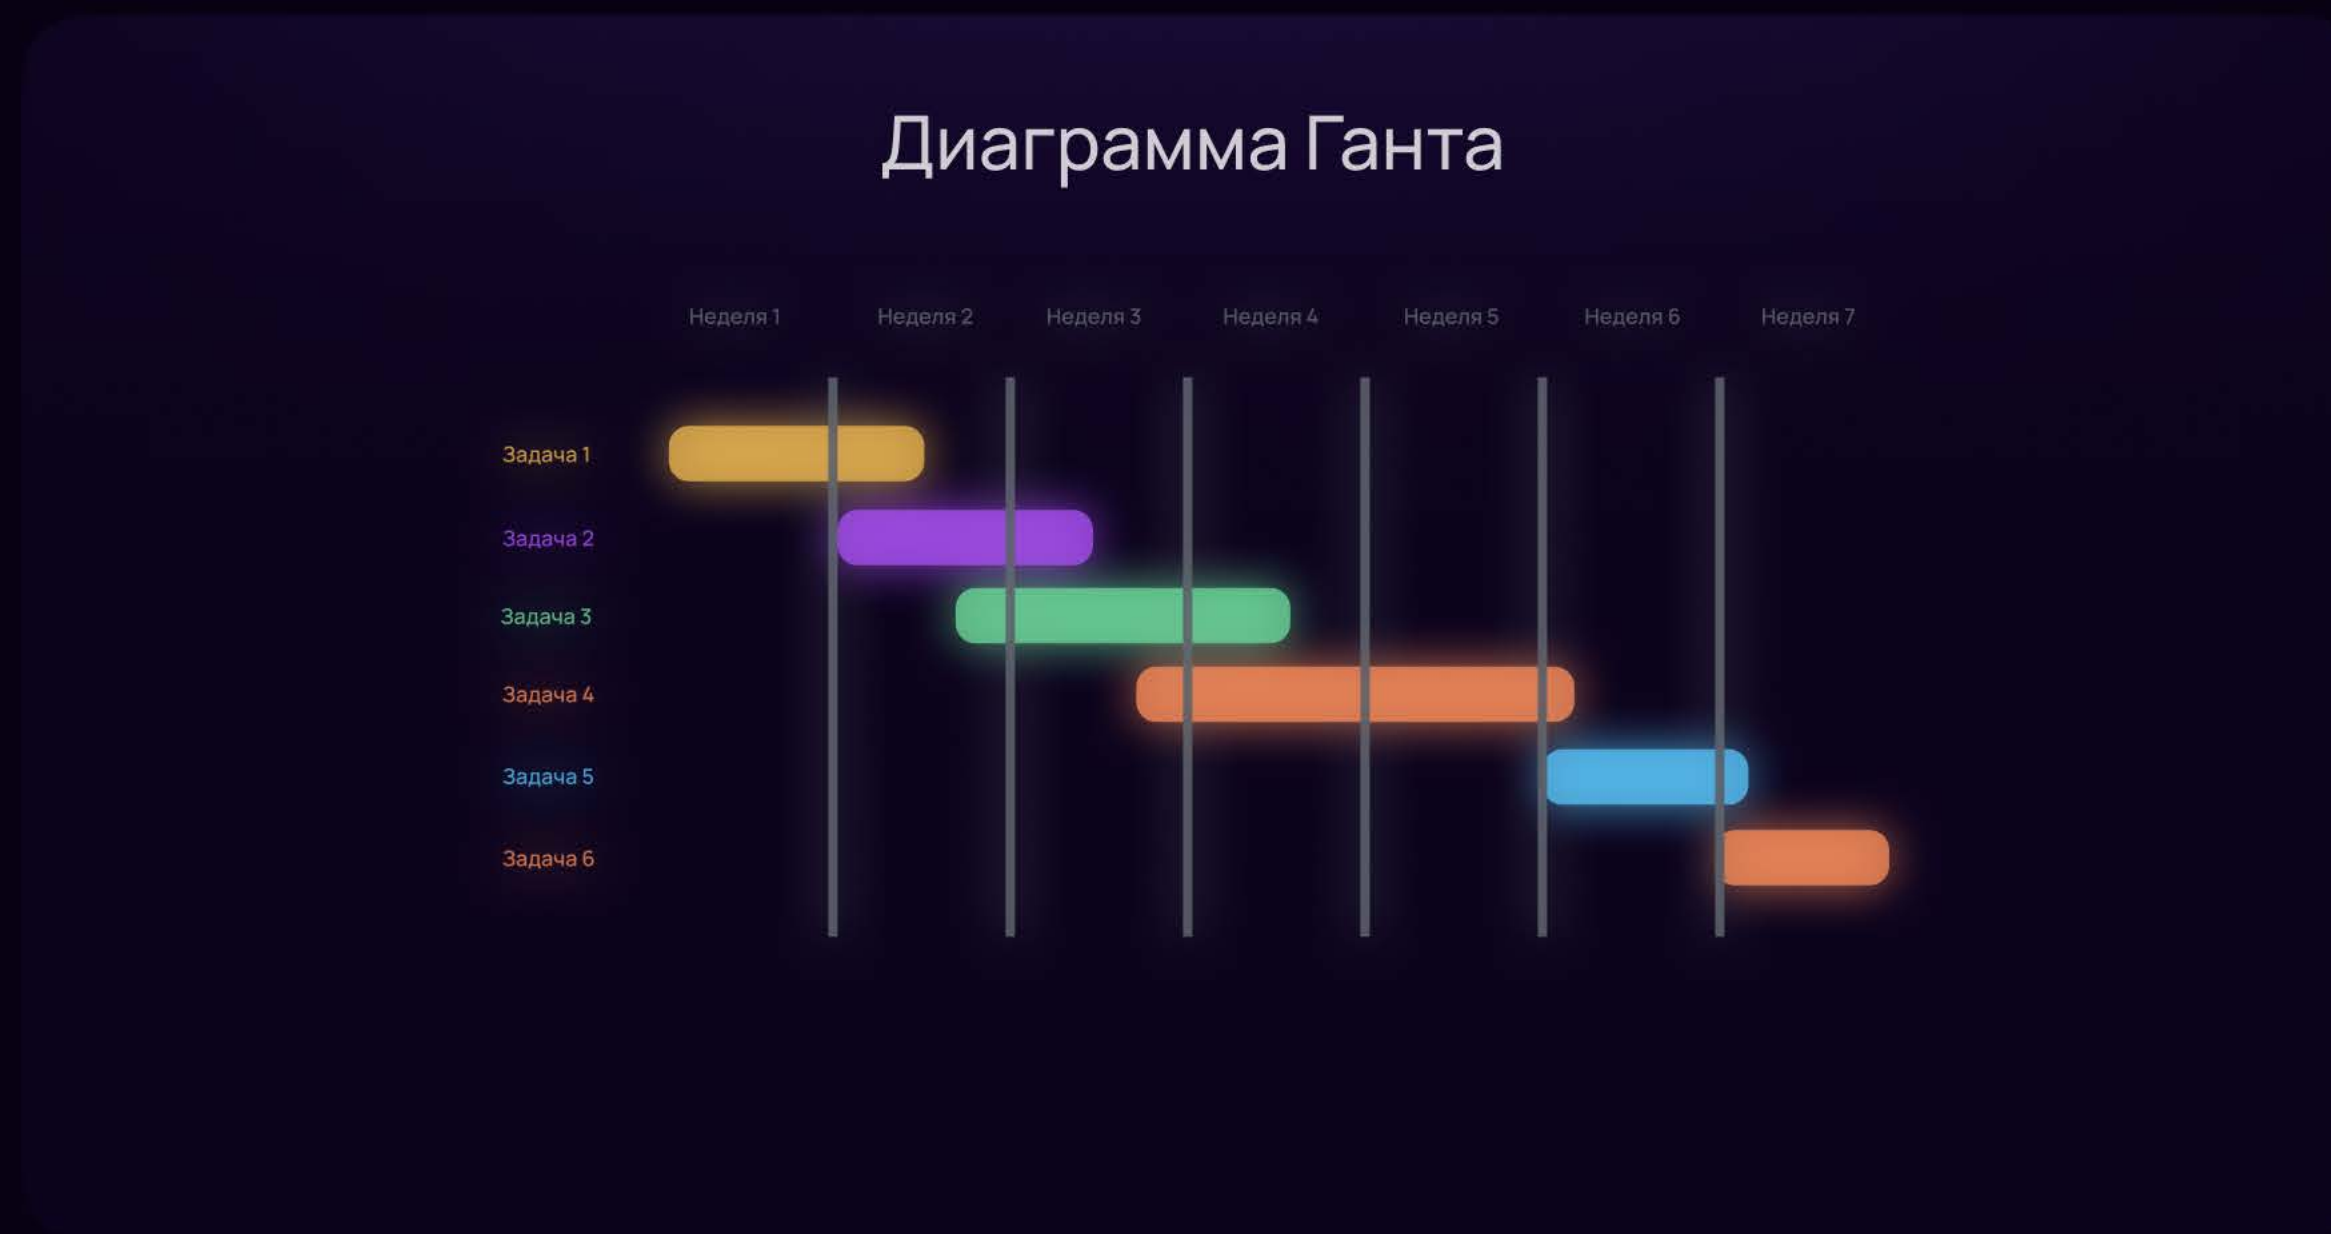 Диаграмма Ганта
Неделя 1 Неделя 2 Неделя 3 Неделя 4 Неделя 5 Неделя 6 Неделя 7
Задача 1
Задача 2
Задача 3
Задача 4
Задача 5
Задача 6